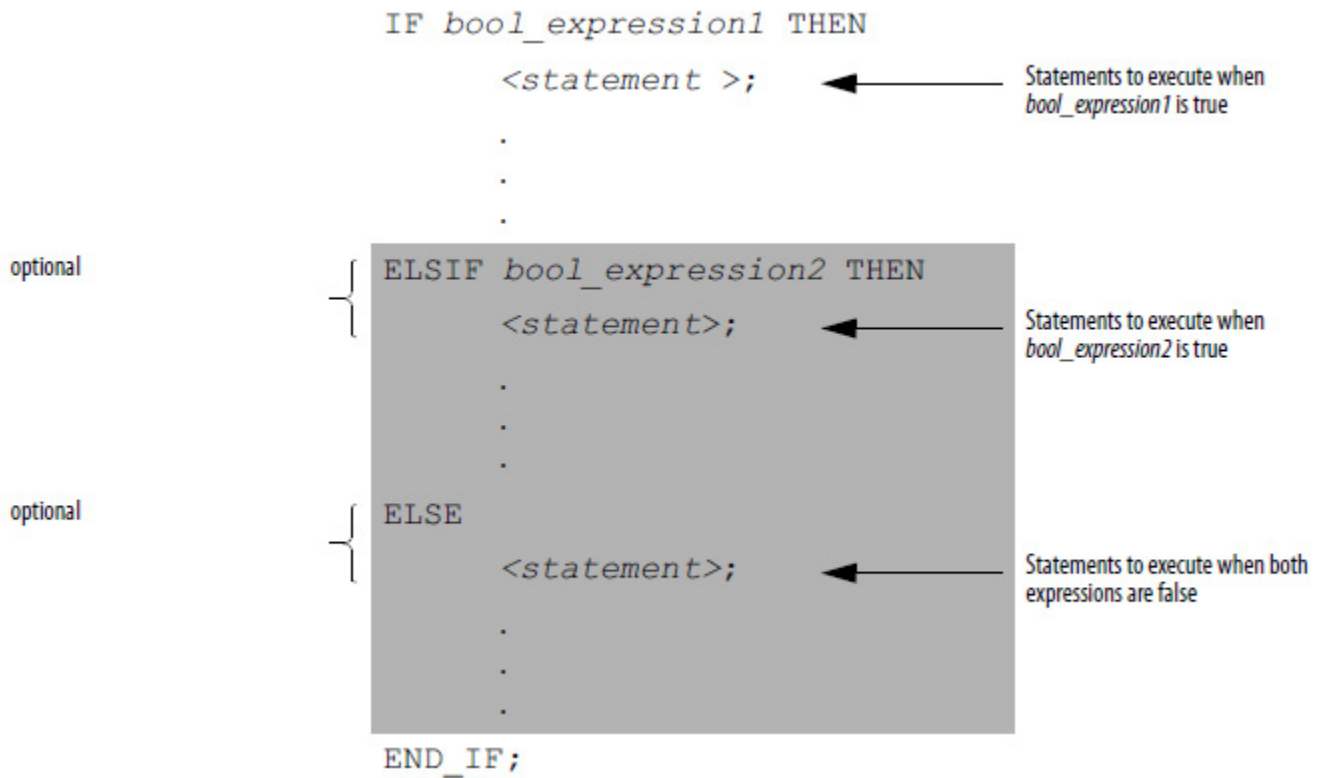 IF bool_expression1 THEN
<statement >;
Statements to execute when
bool_expression1 is true
.
.
.
optional
ELSIF bool_expression2 THEN
<statement>;
Statements to execute when
bool_expression2 is true
.
.
.
optional
ELSE
<statement>;
Statements to execute when both
expressions are false
.
.
.
END_IF;